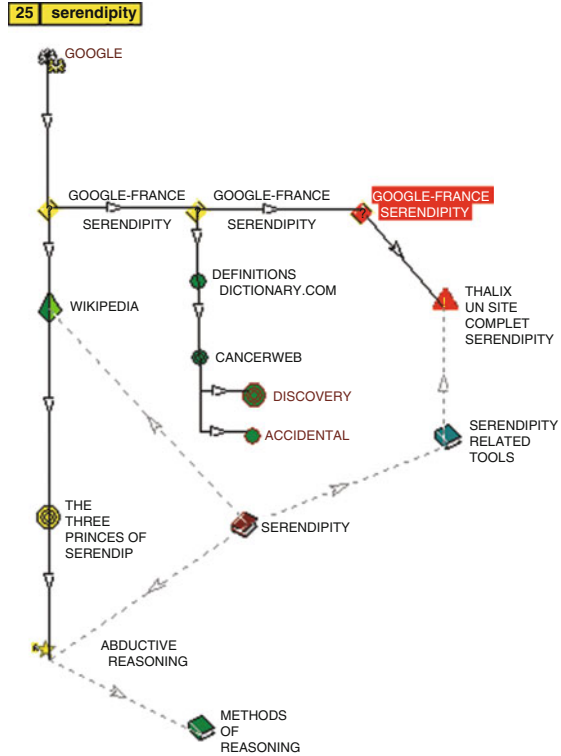 25 serendipity
GOOGLE
GOOGLE-FRANCE
SERENDIPITY
GOOGLE-FRANCE
SERENDIPITY
GOOGLE-FRANCE
SERENDIPITY
DEFINITIONS
DICTIONARY.COM
WIKIPEDIA
THALIX
UN SITE
COMPLET
SERENDIPITY
CANCERWEB
DISCOVERY
ACCIDENTAL
SERENDIPITY
RELATED
TOOLS
THE
THREE
PRINCES OF
SERENDIP
SERENDIPITY
ABDUCTIVE
REASONING
METHODS
OF
REASONING